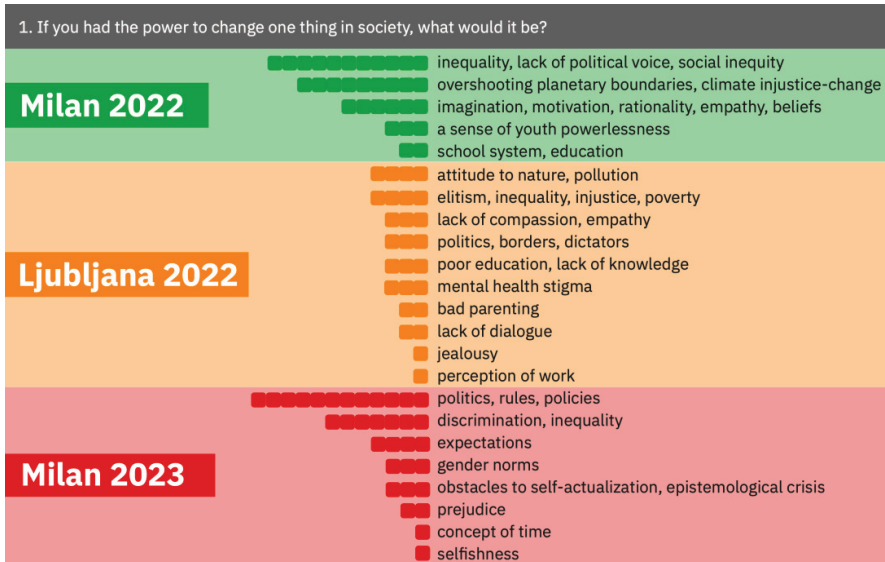 1. If you had the power to change one thing in society, what would it be?
Milan 2022
inequality, lack of political voice, social inequity
overshooting planetary boundaries, climate injustice-change
imagination, motivation, rationality, empathy, beliefs
a sense of youth powerlessness
school system, education
Ljubljana 2022
attitude to nature, pollution
elitism, inequality, injustice, poverty
lack of compassion, empathy
politics, borders, dictators
poor education, lack of knowledge
mental health stigma
bad parenting
lack of dialogue
jealousy
perception of work
Milan 2023
politics, rules, policies
discrimination, inequality
expectations
gender norms
obstacles to self-actualization, epistemological crisis
prejudice
concept of time
selfishness